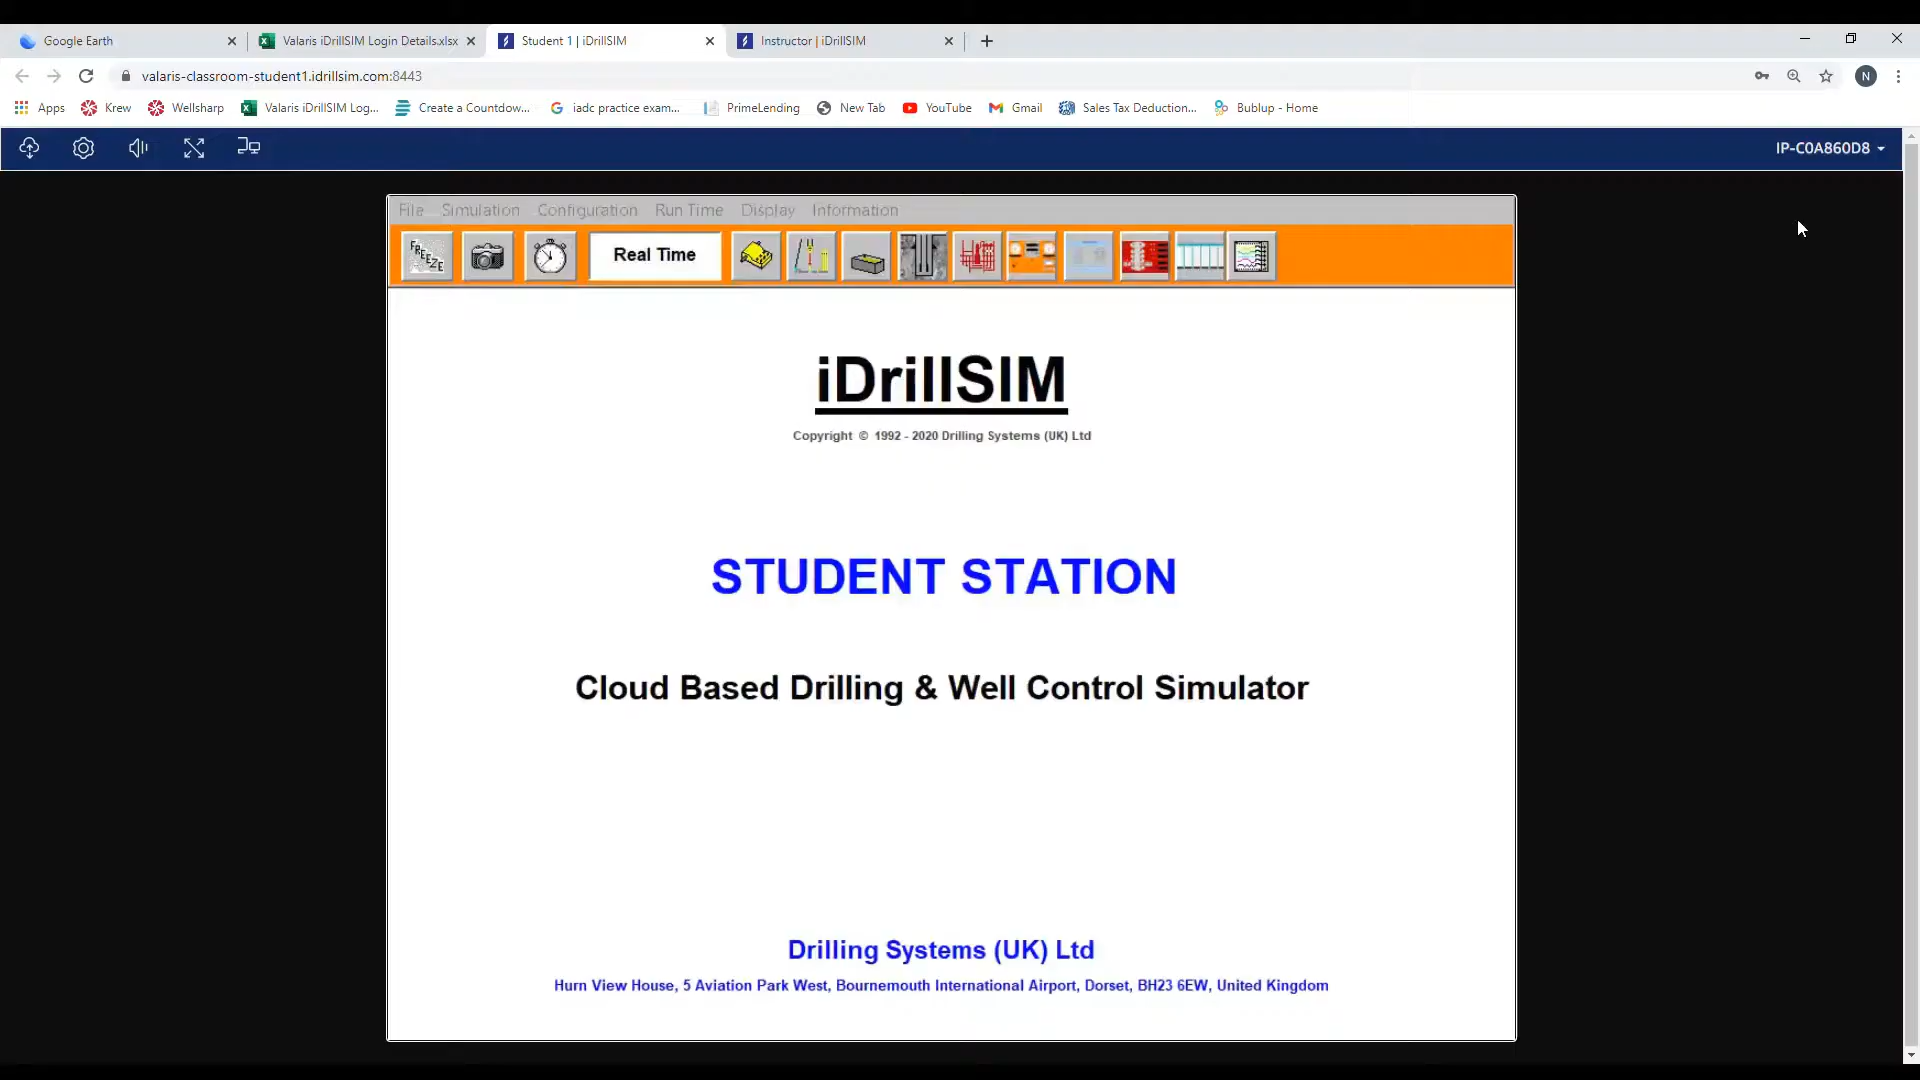 Google Earth
Valaris iDrillSIM Login Details.xlsx
Student 1 | iDrillSIM
Instructor | iDrillSIM
valaris-classroom-student1.idrillsim.com:8443
N
Apps
Krew
Wellsharp
Valaris iDrillSIM Log...
Create a Countdow...
iadc practice exam...
PrimeLending
New Tab
YouTube
Gmail
Sales Tax Deduction...
Bublup - Home
IP-C0A860D8
File Simulation Configuration Run Time Display Information
FREEZE
Real Time
iDrillSIM
Copyright © 1992 - 2020 Drilling Systems (UK) Ltd
STUDENT STATION
Cloud Based Drilling & Well Control Simulator
Drilling Systems (UK) Ltd
Hurn View House, 5 Aviation Park West, Bournemouth International Airport, Dorset, BH23 6EW, United Kingdom